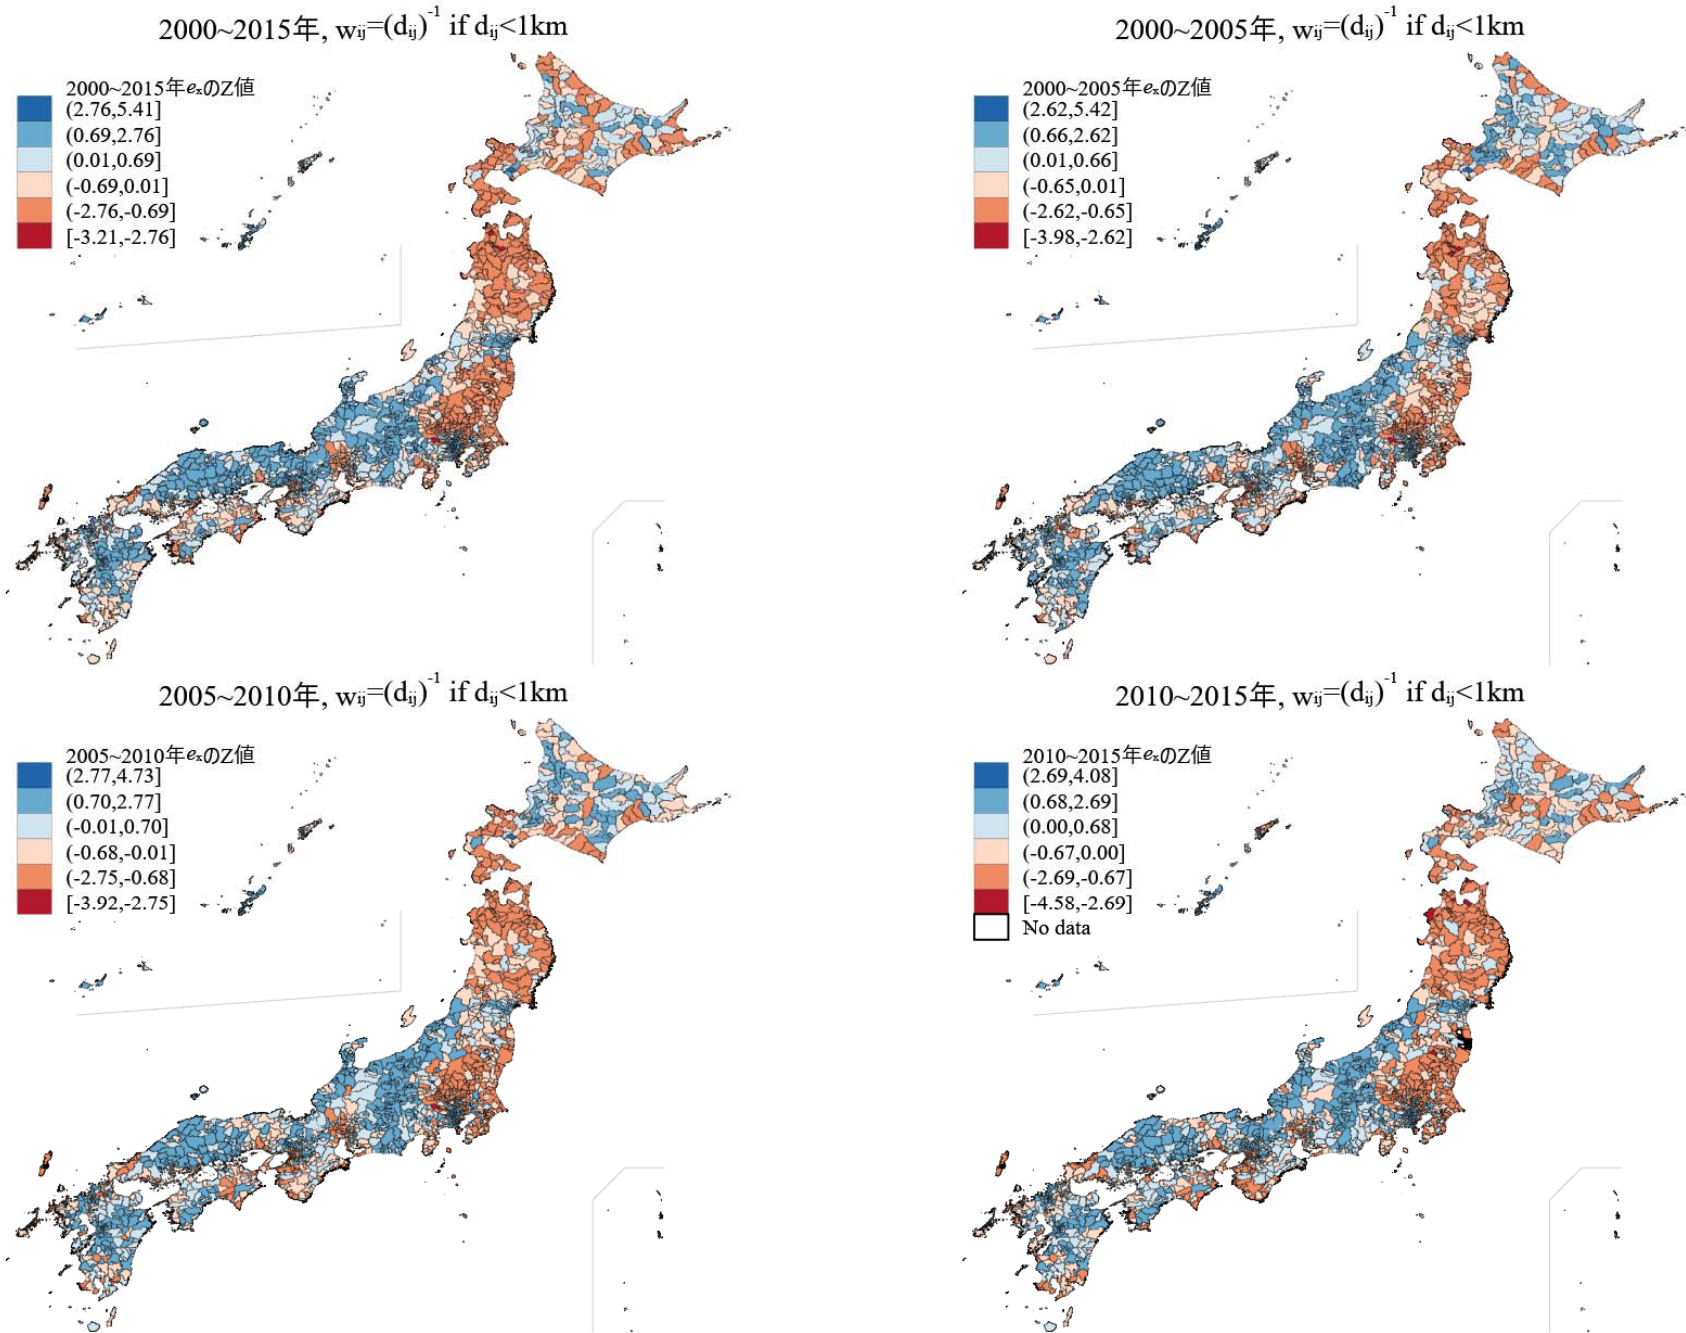 2000~2015年, wij=(dij)-1 if dij<1km
2000~2015年exのZ値
(2.76,5.41]
(0.69,2.76]
(0.01,0.69]
(-0.69,0.01]
(-2.76,-0.69]
[-3.21,-2.76]
2000~2005年, wij=(dij)-1 if dij<1km
2000~2005年exのZ値
(2.62,5.42]
(0.66,2.62]
(0.01,0.66]
(-0.65,0.01]
(-2.62,-0.65]
[-3.98,-2.62]
2005~2010年, wij=(dij)-1 if dij<1km
2005~2010年exのZ値
(2.77,4.73]
(0.70,2.77]
(-0.01,0.70]
(-0.68,-0.01]
(-2.75,-0.68]
[-3.92,-2.75]
2010~2015年, wij=(dij)-1 if dij<1km
2010~2015年exのZ値
(2.69,4.08]
(0.68,2.69]
(0.00,0.68]
(-0.67,0.00]
(-2.69,-0.67]
[-4.58,-2.69]
No data